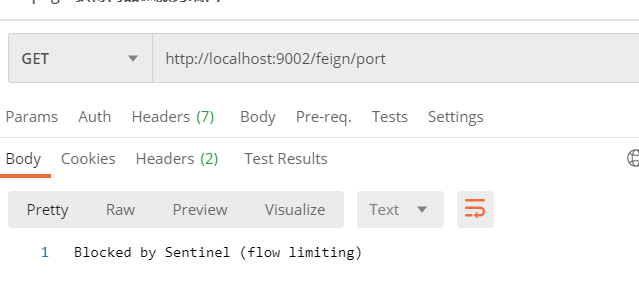 GET
http://localhost:9002/feign/port
Params Auth Headers (7) Body Pre-req. Tests Settings
Body Cookies Headers (2) Test Results
Pretty Raw Preview Visualize Text
1 Blocked by Sentinel (flow limiting)